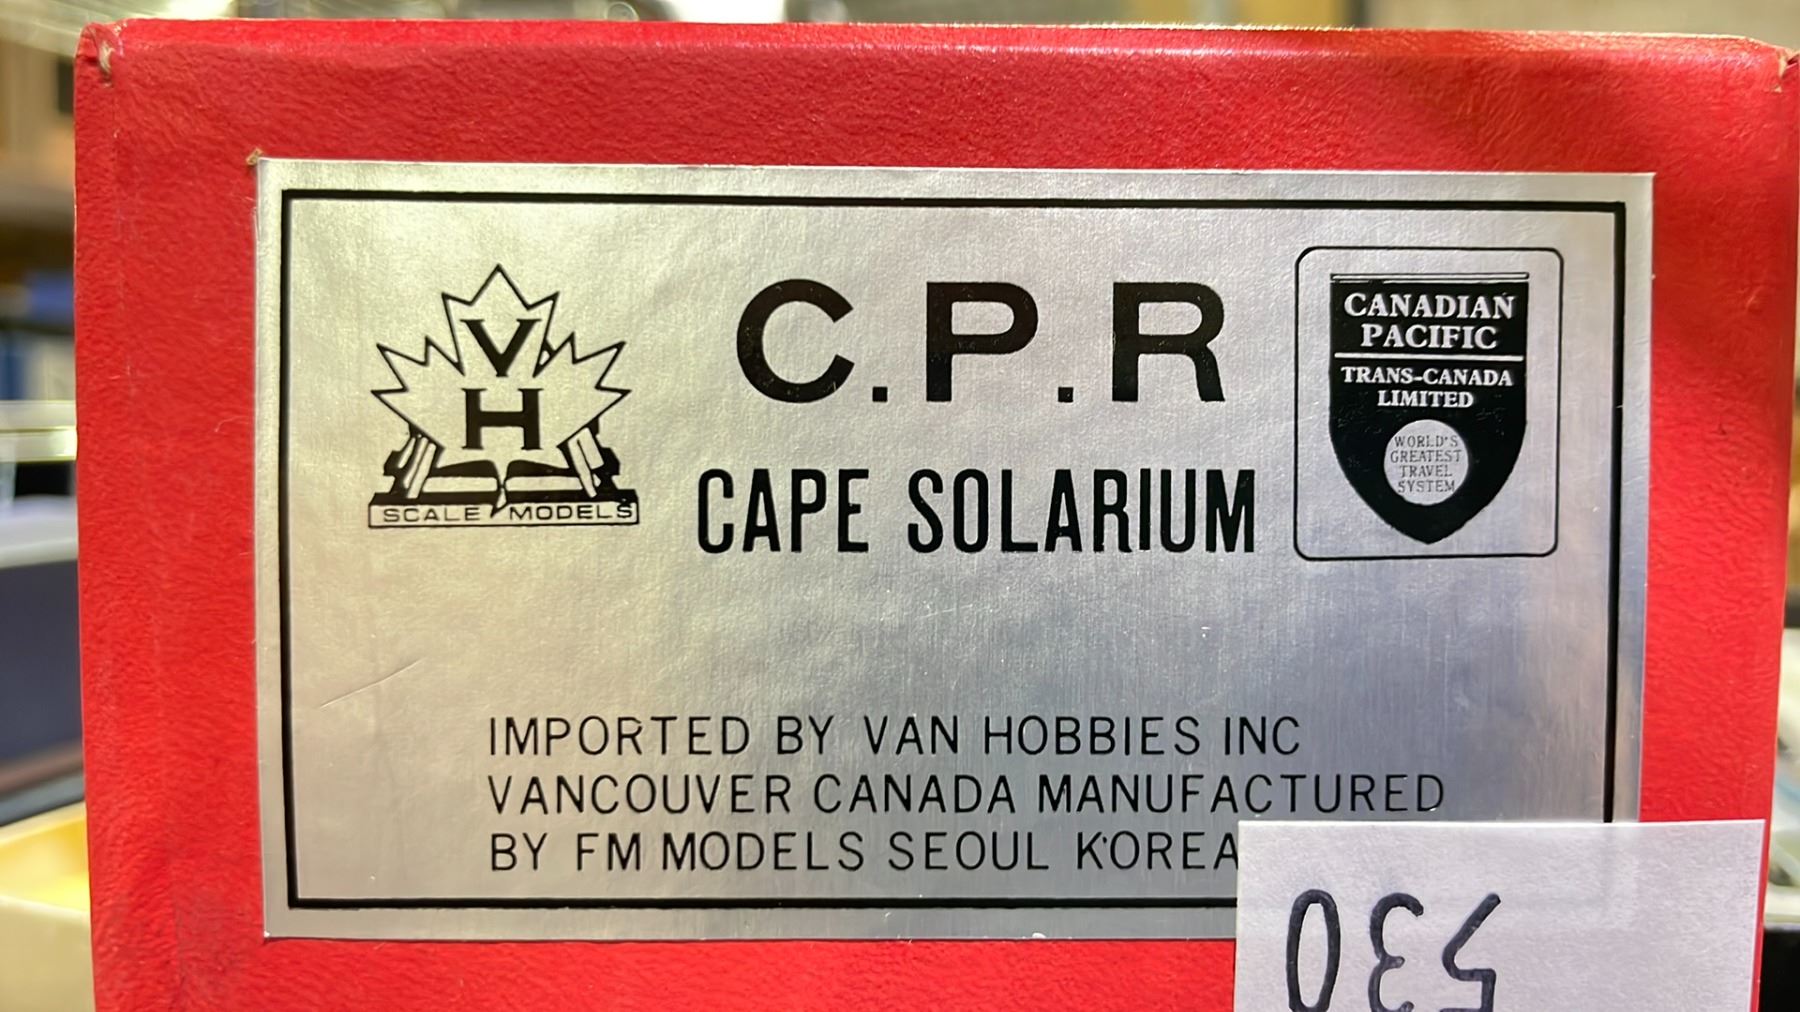 V
H
SCALE MODELS
C.P.R
CAPE SOLARIUM
CANADIAN
PACIFIC
TRANS-CANADA
LIMITED
WORLD'S
GREATEST
TRAVEL
SYSTEM
IMPORTED BY VAN HOBBIES INC
VANCOUVER CANADA MANUFACTURED
BY FM MODELS SEOUL KOREA